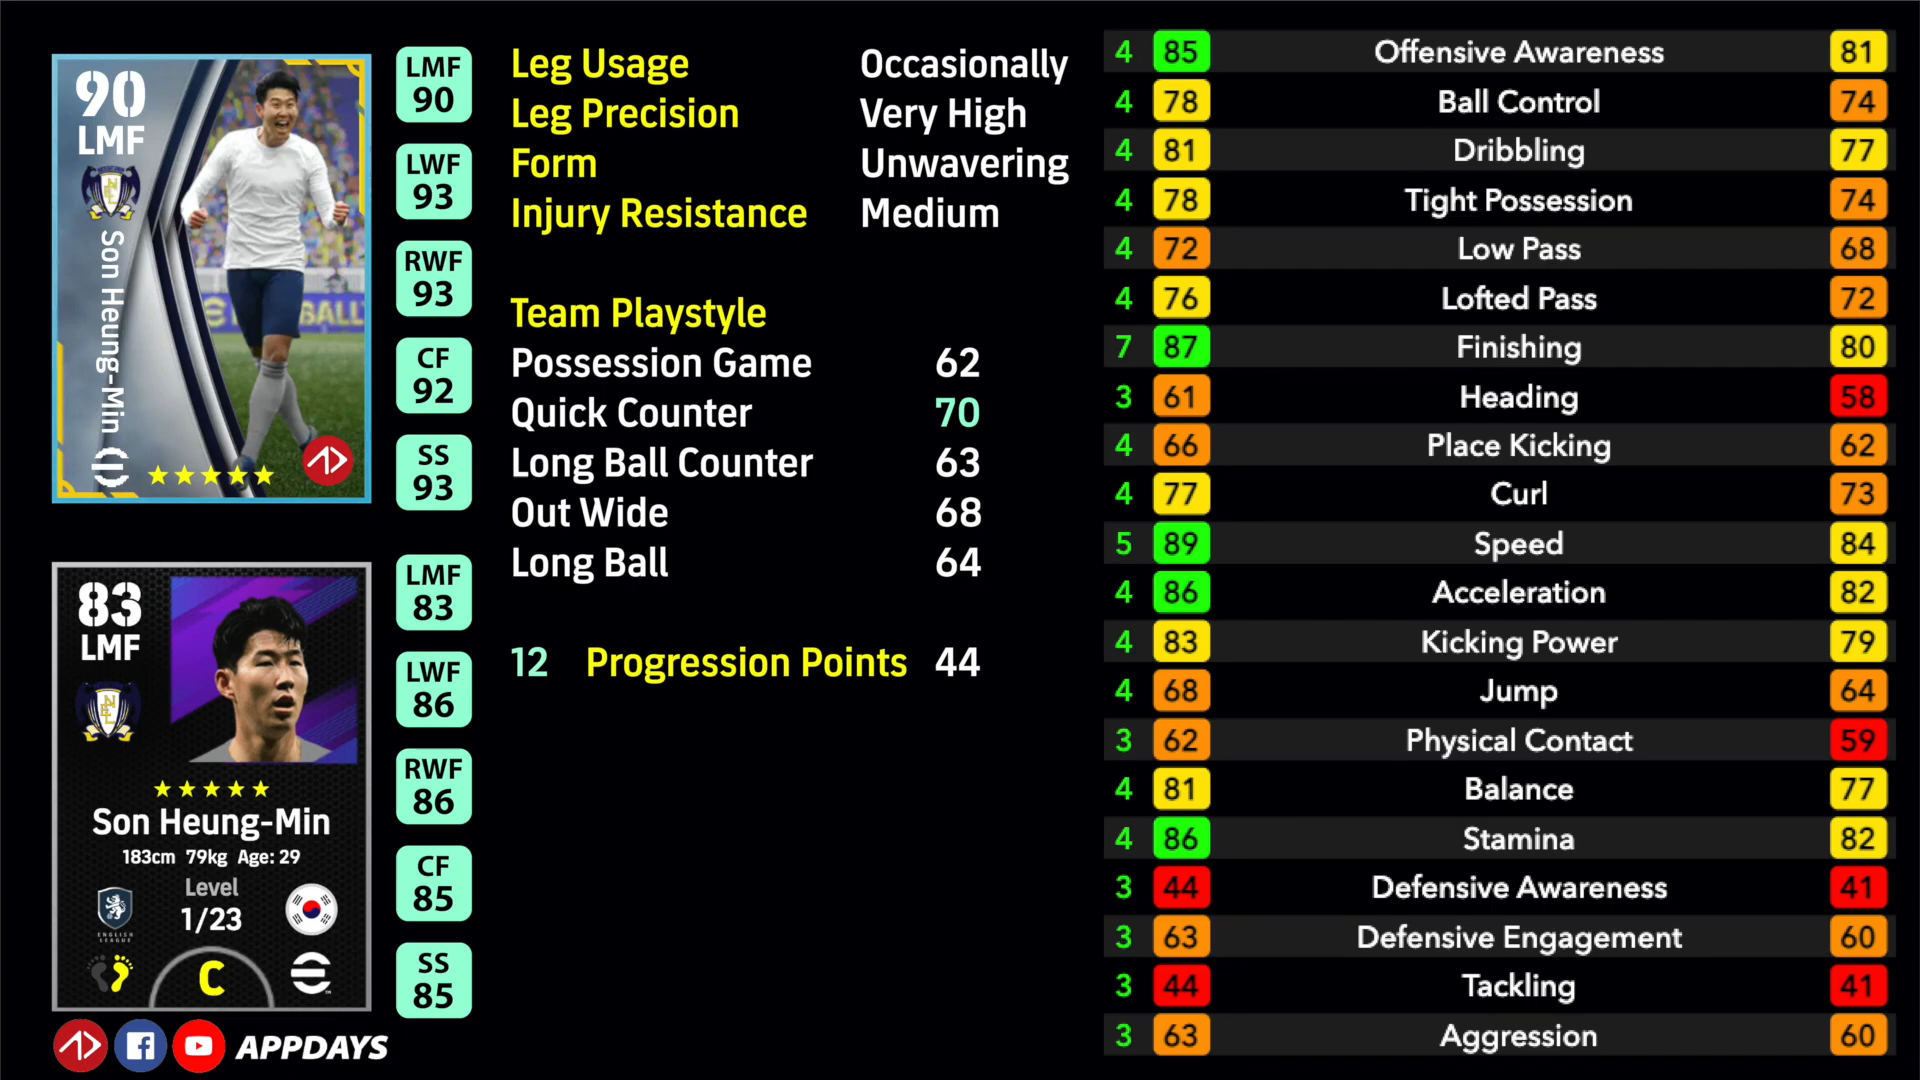 90
LMF
Son Heung-Min
LMF
90
LWF
93
RWF
93
CF
92
SS
93
83
LMF
Son Heung-Min
183cm 79kg Age: 29
Level
1/23
ENGLISH
LEAGUE
C
LMF
83
LWF
86
RWF
86
CF
85
SS
85
APPDAYS
Leg Usage Occasionally
Leg Precision Very High
Form Unwavering
Injury Resistance Medium
Team Playstyle
Possession Game 62
Quick Counter 70
Long Ball Counter 63
Out Wide 68
Long Ball 64
12 Progression Points 44
4 85 Offensive Awareness 81
4 78 Ball Control 74
4 81 Dribbling 77
4 78 Tight Possession 74
4 72 Low Pass 68
4 76 Lofted Pass 72
7 87 Finishing 80
3 61 Heading 58
4 66 Place Kicking 62
4 77 Curl 73
5 89 Speed 84
4 86 Acceleration 82
4 83 Kicking Power 79
4 68 Jump 64
3 62 Physical Contact 59
4 81 Balance 77
4 86 Stamina 82
3 44 Defensive Awareness 41
3 63 Defensive Engagement 60
3 44 Tackling 41
3 63 Aggression 60